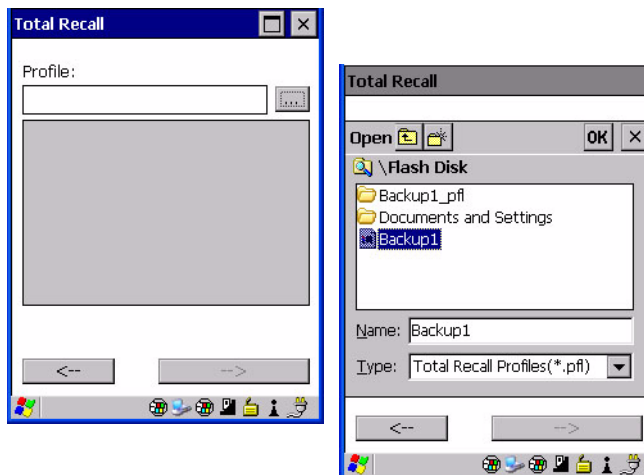 Total Recall
Profile:
...
<--
-->
Total Recall
Open
OK
\Flash Disk
Backup1_pfl
Documents and Settings
Backup1
Name: Backup1
Type: Total Recall Profiles(*.pfl)
<--
-->